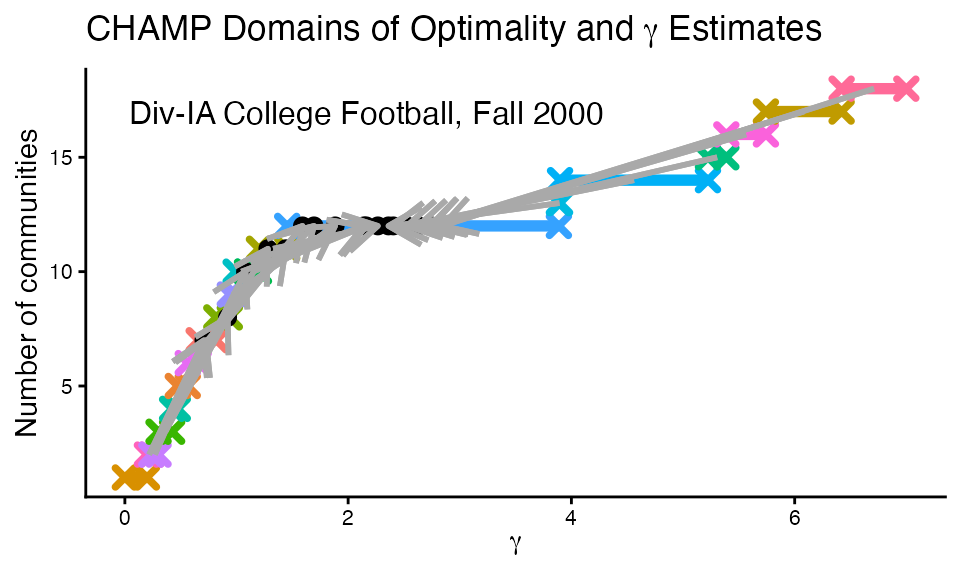 CHAMP Domains of Optimality and γ Estimates
Div-IA College Football, Fall 2000
Number of communities
15
10
5
0 2 4 6
γ